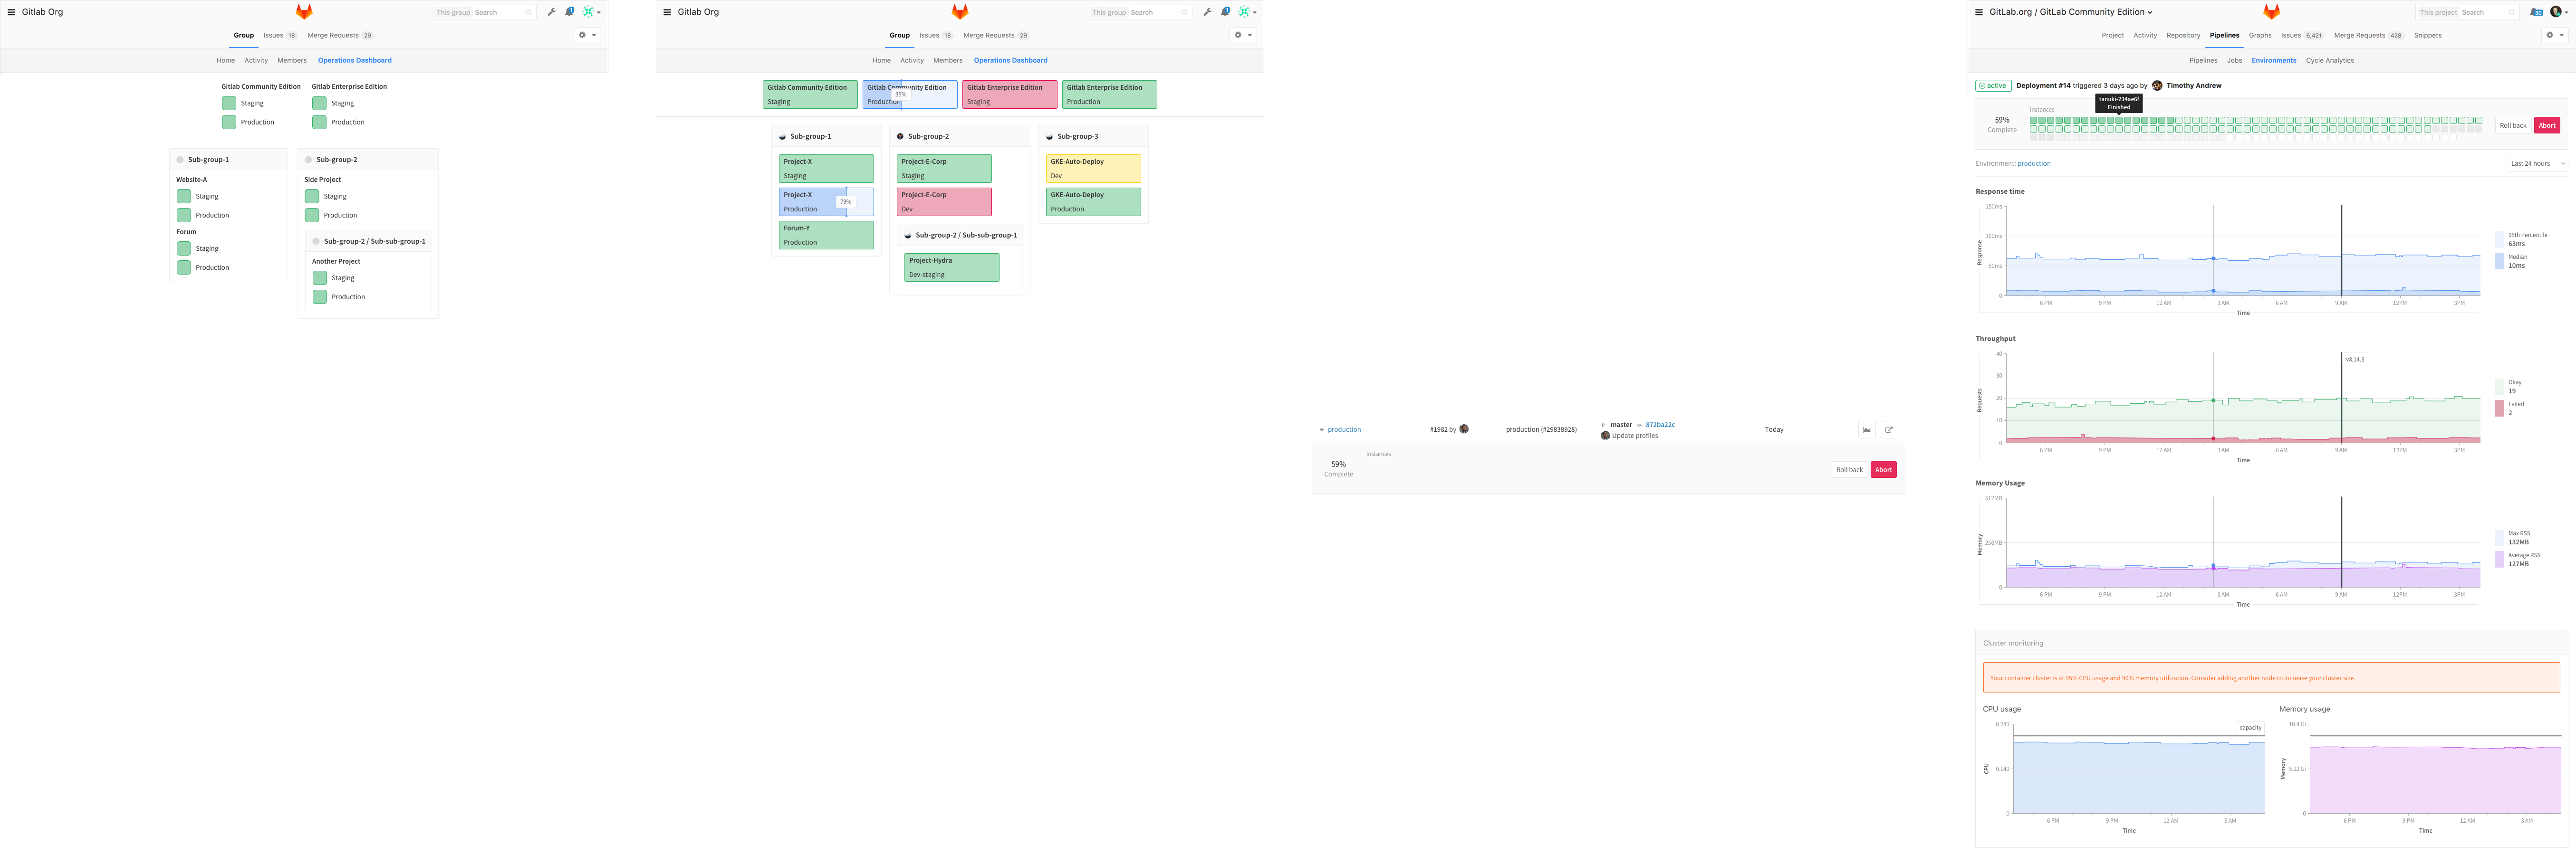 Gitlab Org
This group Search
Group Issues 18 Merge Requests 29
Home Activity Members Operations Dashboard
Gitlab Community Edition
Staging
Production
Gitlab Enterprise Edition
Staging
Production
Sub-group-1
Website-A
Staging
Production
Forum
Staging
Production
Sub-group-2
Side Project
Staging
Production
Sub-group-2 / Sub-sub-group-1
Another Project
Staging
Production
Gitlab Org
This group Search
Group Issues 18 Merge Requests 29
Home Activity Members Operations Dashboard
Gitlab Community Edition
Staging
Gitlab Community Edition
35%
Production
Gitlab Enterprise Edition
Staging
Gitlab Enterprise Edition
Production
Sub-group-1
Project-X
Staging
Project-X
79%
Production
Forum-Y
Production
Sub-group-2
Project-E-Corp
Staging
Project-E-Corp
Dev
Sub-group-2 / Sub-sub-group-1
Project-Hydra
Dev-staging
Sub-group-3
GKE-Auto-Deploy
Dev
GKE-Auto-Deploy
Production
production #1982 by production (#29838928) master 872ba22c Today
Update profiles
Instances
59%
Complete
Roll back Abort
GitLab.org / GitLab Community Edition
This project Search
Project Activity Repository Pipelines Graphs Issues 6,421 Merge Requests 428 Snippets
Pipelines Jobs Environments Cycle Analytics
active Deployment #14 triggered 3 days ago by Timothy Andrew
tanuki-234ae6f
Finished
Instances
59%
Complete
Roll back Abort
Environment: production
Last 24 hours
Response time
150ms
100ms
50ms
0
Response
6 PM 9 PM 12 AM 3 AM 6 AM 9 AM 12PM 3PM
Time
95th Percentile
63ms
Median
10ms
Throughput
40
30
20
10
0
Requests
v8.14.3
6 PM 9 PM 12 AM 3 AM 6 AM 9 AM 12PM 3PM
Time
Okay
19
Failed
2
Memory Usage
512MB
256MB
0
Memory
6 PM 9 PM 12 AM 3 AM 6 AM 9 AM 12PM 3PM
Time
Max RSS
132MB
Average RSS
127MB
Cluster monitoring
Your container cluster is at 95% CPU usage and 90% memory utilization. Consider adding another node to increase your cluster size.
CPU usage
0.280
0.140
0
CPU
capacity
6 PM 9 PM 12 AM 3 AM
Time
Memory usage
10.4 Gi
5.22 Gi
0
Memory
6 PM 9 PM 12 AM 3 AM
Time